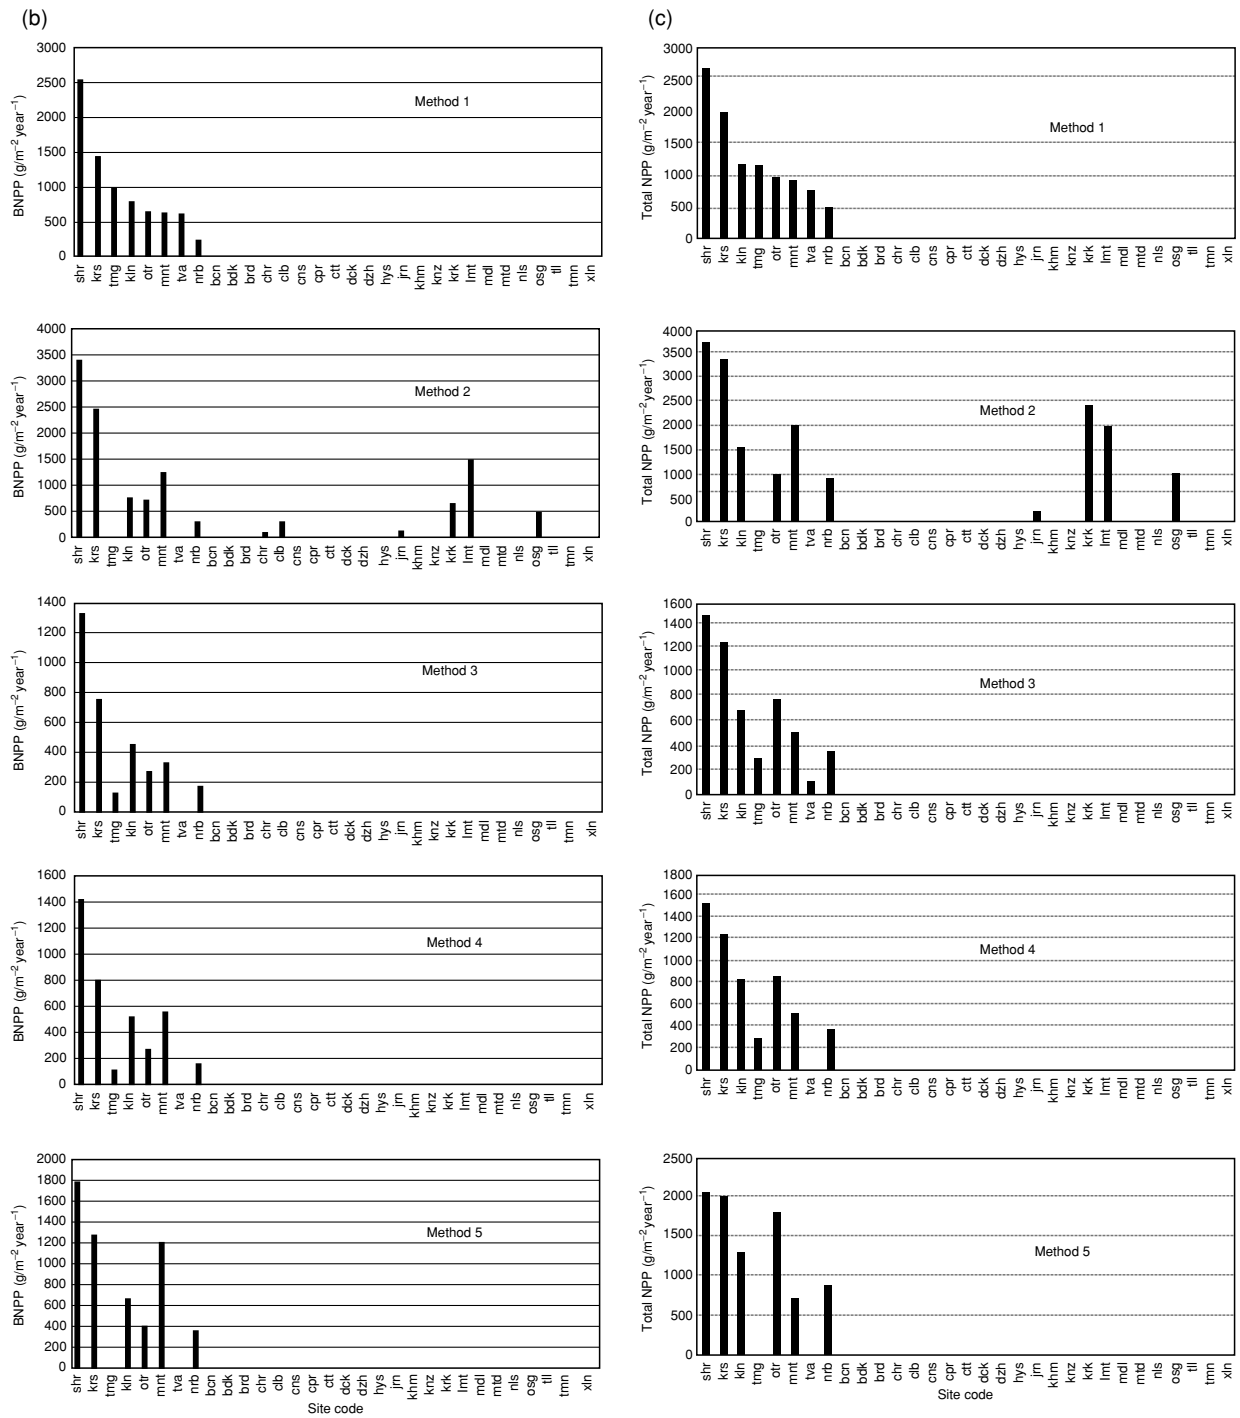 (b)
BNPP (g/m−2 year−1)
3000
2500
2000
1500
1000
500
0
Method 1
shr krs tmg kln otr mnt tva nrb bcn bdk brd chr clb cns cpr ctt dck dzh hys jrn khm knz krk lmt mdl mtd nls osg tll tmn xln
BNPP (g/m−2 year−1)
4000
3500
3000
2500
2000
1500
1000
500
0
Method 2
shr krs tmg kln otr mnt tva nrb bcn bdk brd chr clb cns cpr ctt dck dzh hys jrn khm knz krk lmt mdl mtd nls osg tll tmn xln
BNPP (g/m−2 year−1)
1400
1200
1000
800
600
400
200
0
Method 3
shr krs tmg kln otr mnt tva nrb bcn bdk brd chr clb cns cpr ctt dck dzh hys jrn khm knz krk lmt mdl mtd nls osg tll tmn xln
BNPP (g/m−2 year−1)
1600
1400
1200
1000
800
600
400
200
0
Method 4
shr krs tmg kln otr mnt tva nrb bcn bdk brd chr clb cns cpr ctt dck dzh hys jrn khm knz krk lmt mdl mtd nls osg tll tmn xln
BNPP (g/m−2 year−1)
2000
1800
1600
1400
1200
1000
800
600
400
200
0
Method 5
shr krs tmg kln otr mnt tva nrb bcn bdk brd chr clb cns cpr ctt dck dzh hys jrn khm knz krk lmt mdl mtd nls osg tll tmn xln
Site code
(c)
Total NPP (g/m−2 year−1)
3000
2500
2000
1500
1000
500
0
Method 1
shr krs kln tmg otr mnt tva nrb bcn bdk brd chr clb cns cpr ctt dck dzh hys jrn khm knz krk lmt mdl mtd nls osg tll tmn xln
Total NPP (g/m−2 year−1)
4000
3500
3000
2500
2000
1500
1000
500
0
Method 2
shr krs kln tmg otr mnt tva nrb bcn bdk brd chr clb cns cpr ctt dck dzh hys jrn khm knz krk lmt mdl mtd nls osg tll tmn xln
Total NPP (g/m−2 year−1)
1600
1400
1200
1000
800
600
400
200
0
Method 3
shr krs kln tmg otr mnt tva nrb bcn bdk brd chr clb cns cpr ctt dck dzh hys jrn khm knz krk lmt mdl mtd nls osg tll tmn xln
Total NPP (g/m−2 year−1)
1800
1600
1400
1200
1000
800
600
400
200
0
Method 4
shr krs kln tmg otr mnt tva nrb bcn bdk brd chr clb cns cpr ctt dck dzh hys jrn khm knz krk lmt mdl mtd nls osg tll tmn xln
Total NPP (g/m−2 year−1)
2500
2000
1500
1000
500
0
Method 5
shr krs kln tmg otr mnt tva nrb bcn bdk brd chr clb cns cpr ctt dck dzh hys jrn khm knz krk lmt mdl mtd nls osg tll tmn xln
Site code